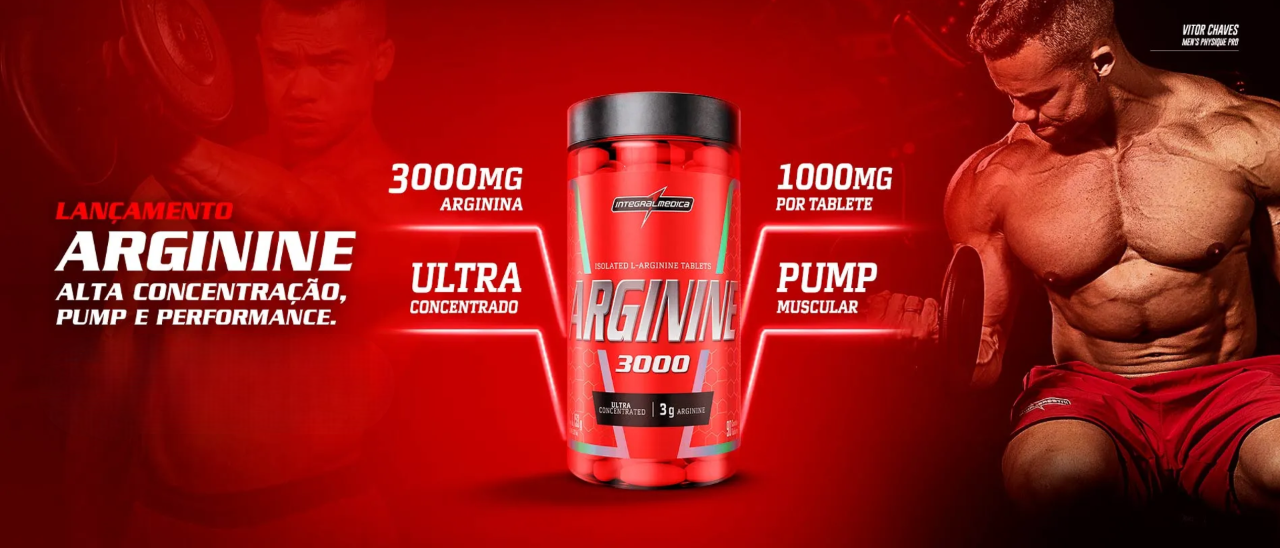 VITOR CHAVES
MEN'S PHYSIQUE PRO
LANÇAMENTO
ARGININE
ALTA CONCENTRAÇÃO,
PUMP E PERFORMANCE.
3000MG
ARGININA
ULTRA
CONCENTRADO
1000MG
POR TABLETE
PUMP
MUSCULAR
INTEGRALMEDICA
ISOLATED L-ARGININE TABLETS
ARGININE
3000
ULTRA
CONCENTRATED
3g ARGININE